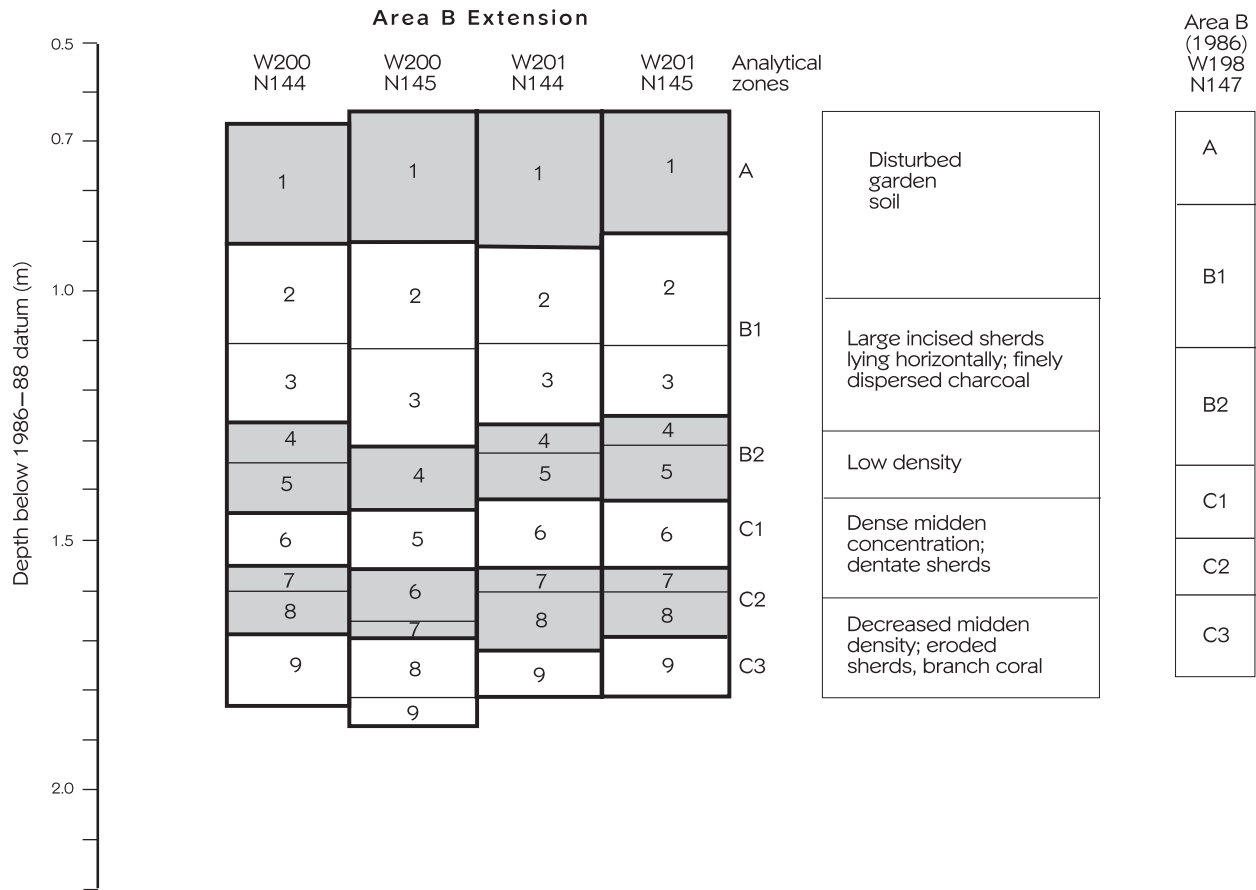 Area B Extension
Area B
(1986)
W198
N147
W200
N144
W200
N145
W201
N144
W201
N145
Analytical
zones
Depth below 1986–88 datum (m)
0.5
0.7
1.0
1.5
2.0
1
2
3
4
5
6
7
8
9
1
2
3
4
5
6
7
8
9
1
2
3
4
5
6
7
8
9
1
2
3
4
5
6
7
8
9
A
B1
B2
C1
C2
C3
Disturbed
garden
soil
Large incised sherds
lying horizontally; finely
dispersed charcoal
Low density
Dense midden
concentration;
dentate sherds
Decreased midden
density; eroded
sherds, branch coral
A
B1
B2
C1
C2
C3